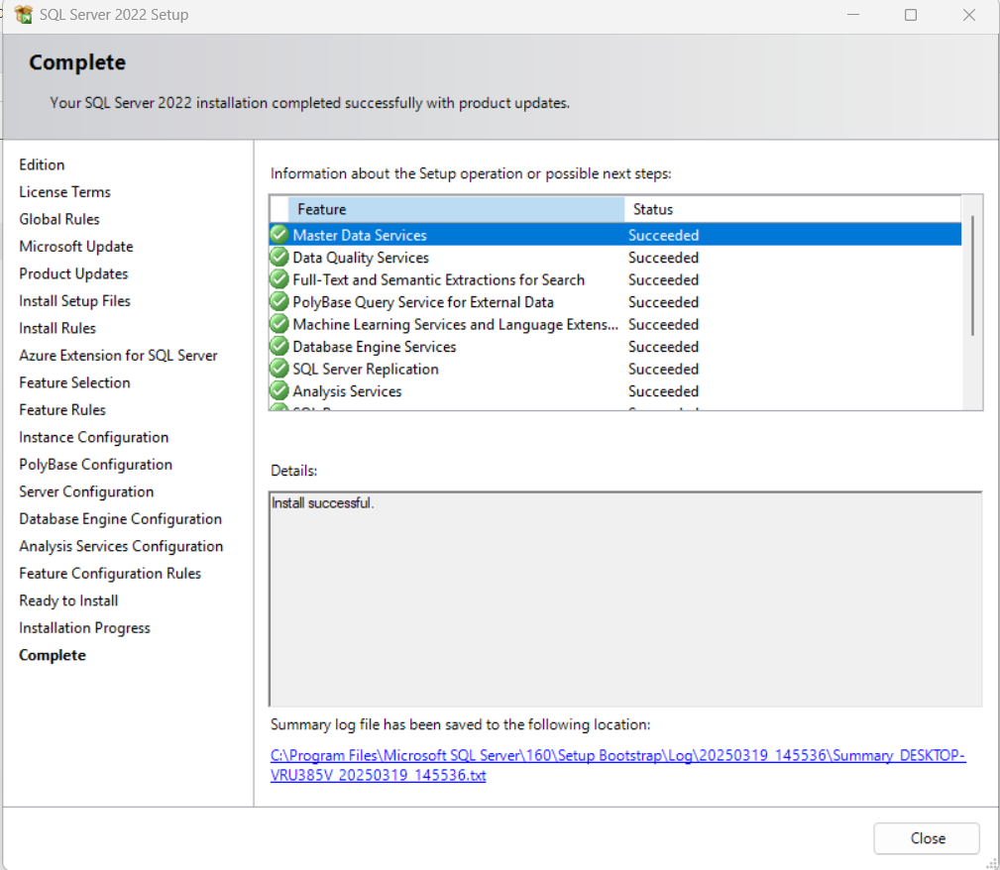 SQL Server 2022 Setup
Complete
Your SQL Server 2022 installation completed successfully with product updates.
Edition
License Terms
Global Rules
Microsoft Update
Product Updates
Install Setup Files
Install Rules
Azure Extension for SQL Server
Feature Selection
Feature Rules
Instance Configuration
PolyBase Configuration
Server Configuration
Database Engine Configuration
Analysis Services Configuration
Feature Configuration Rules
Ready to Install
Installation Progress
Complete
Information about the Setup operation or possible next steps:
Feature Status
Master Data Services Succeeded
Data Quality Services Succeeded
Full-Text and Semantic Extractions for Search Succeeded
PolyBase Query Service for External Data Succeeded
Machine Learning Services and Language Extens... Succeeded
Database Engine Services Succeeded
SQL Server Replication Succeeded
Analysis Services Succeeded
Details:
Install successful.
Summary log file has been saved to the following location:
C:\Program Files\Microsoft SQL Server\160\Setup Bootstrap\Log\20250319_145536\Summary_DESKTOP-
VRU385V_20250319_145536.txt
Close